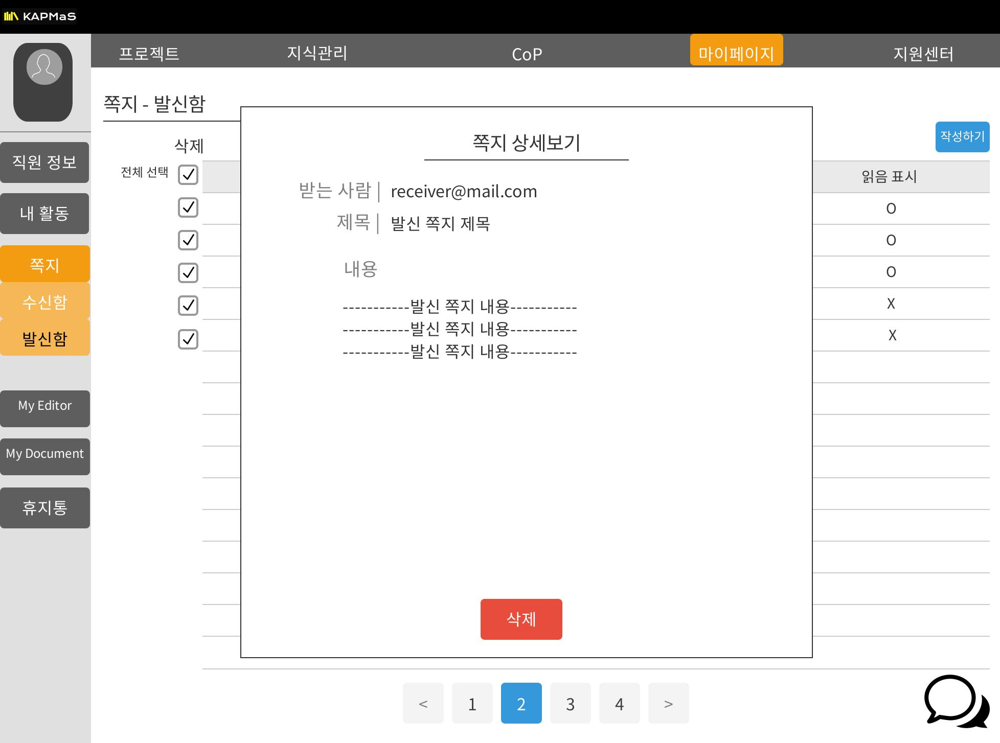 KAPMaS
프로젝트
지식관리
CoP
마이페이지
지원센터
쪽지 - 발신함
작성하기
삭제
전체 선택
읽음 표시
O
O
O
X
X
직원 정보
내 활동
쪽지
수신함
발신함
My Editor
My Document
휴지통
쪽지 상세보기
받는 사람 | receiver@mail.com
제목 | 발신 쪽지 제목
내용
-----------발신 쪽지 내용-----------
-----------발신 쪽지 내용-----------
-----------발신 쪽지 내용-----------
삭제
< 1 2 3 4 >